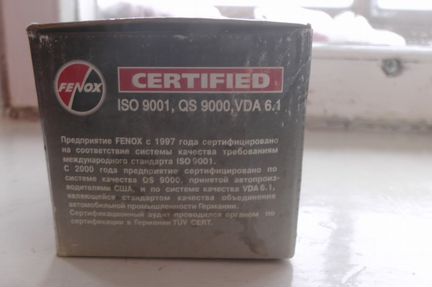 FENOX
CERTIFIED
ISO 9001, QS 9000, VDA 6.1
Предприятие FENOX с 1997 года сертифицировано
на соответствие системы качества требованиям
международного стандарта ISO 9001.
С 2000 года предприятие сертифицировано по
системе качества QS 9000, принятой автопроиз-
водителями США, и по системе качества VDA 6.1,
являющейся стандартом качества объединения
автомобильной промышленности Германии.
Сертификационный аудит проводился органом по
сертификации в Германии TÜV CERT.